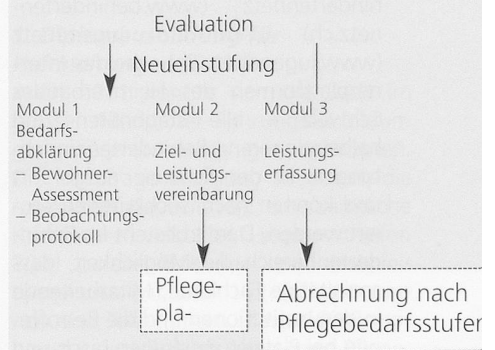 Evaluation
Neueinstufung
Modul 1
Bedarfs-
abklärung
– Bewohner-
Assessment
– Beobachtungs-
protokoll
Modul 2
Ziel- und
Leistungs-
vereinbarung
Modul 3
Leistungs-
erfassung
Pflege-
pla-
Abrechnung nach
Pflegebedarfsstufen